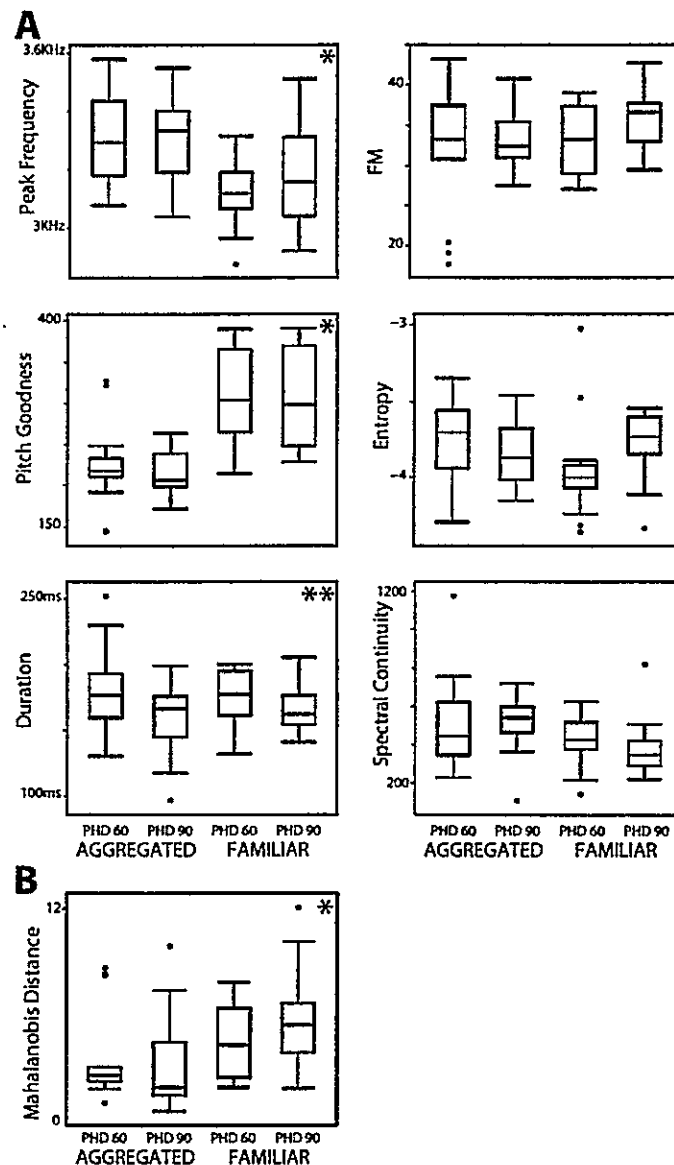 A
3.6KHz
*
Peak Frequency
3KHz
40
FM
20
400
*
Pitch Goodness
150
-3
Entropy
-4
250ms
**
Duration
100ms
PHD 60 PHD 90 PHD 60 PHD 90
AGGREGATED FAMILIAR
1200
Spectral Continuity
200
PHD 60 PHD 90 PHD 60 PHD 90
AGGREGATED FAMILIAR
B
12
*
Mahalanobis Distance
0
PHD 60 PHD 90 PHD 60 PHD 90
AGGREGATED FAMILIAR